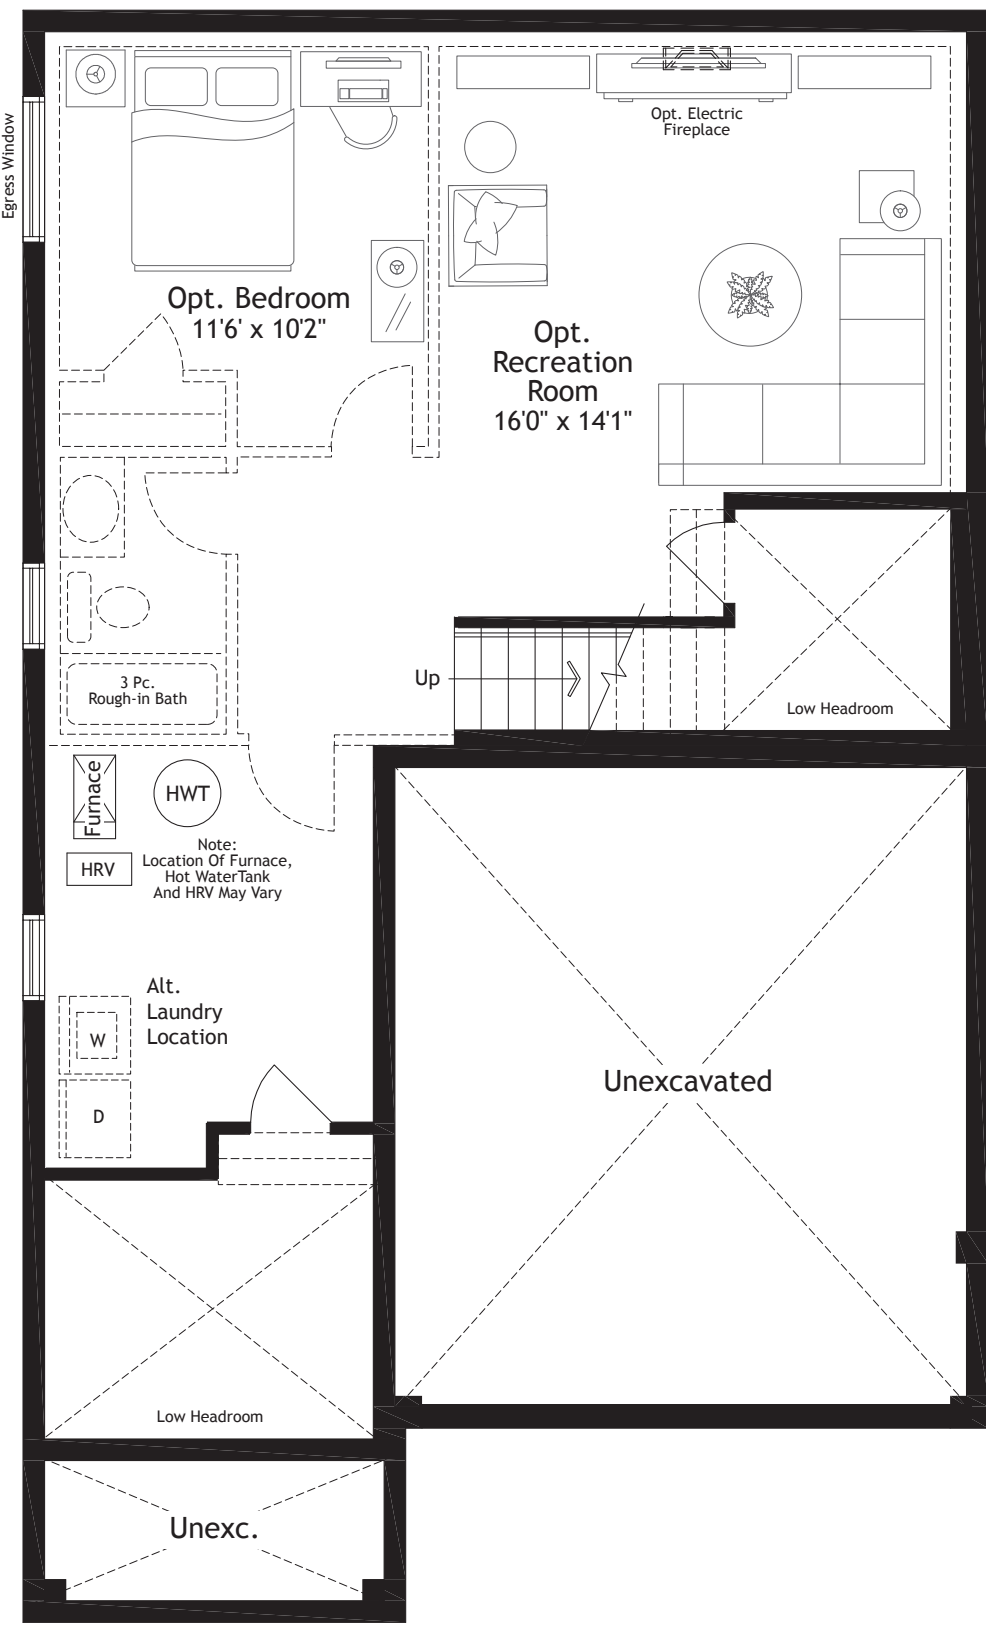 Egress Window
Opt. Electric
Fireplace
Opt. Bedroom
11'6' x 10'2"
Opt.
Recreation
Room
16'0" x 14'1"
3 Pc.
Rough-in Bath
Up
Low Headroom
Furnace
HWT
HRV
Note:
Location Of Furnace,
Hot WaterTank
And HRV May Vary
Alt.
Laundry
Location
W
D
Unexcavated
Low Headroom
Unexc.